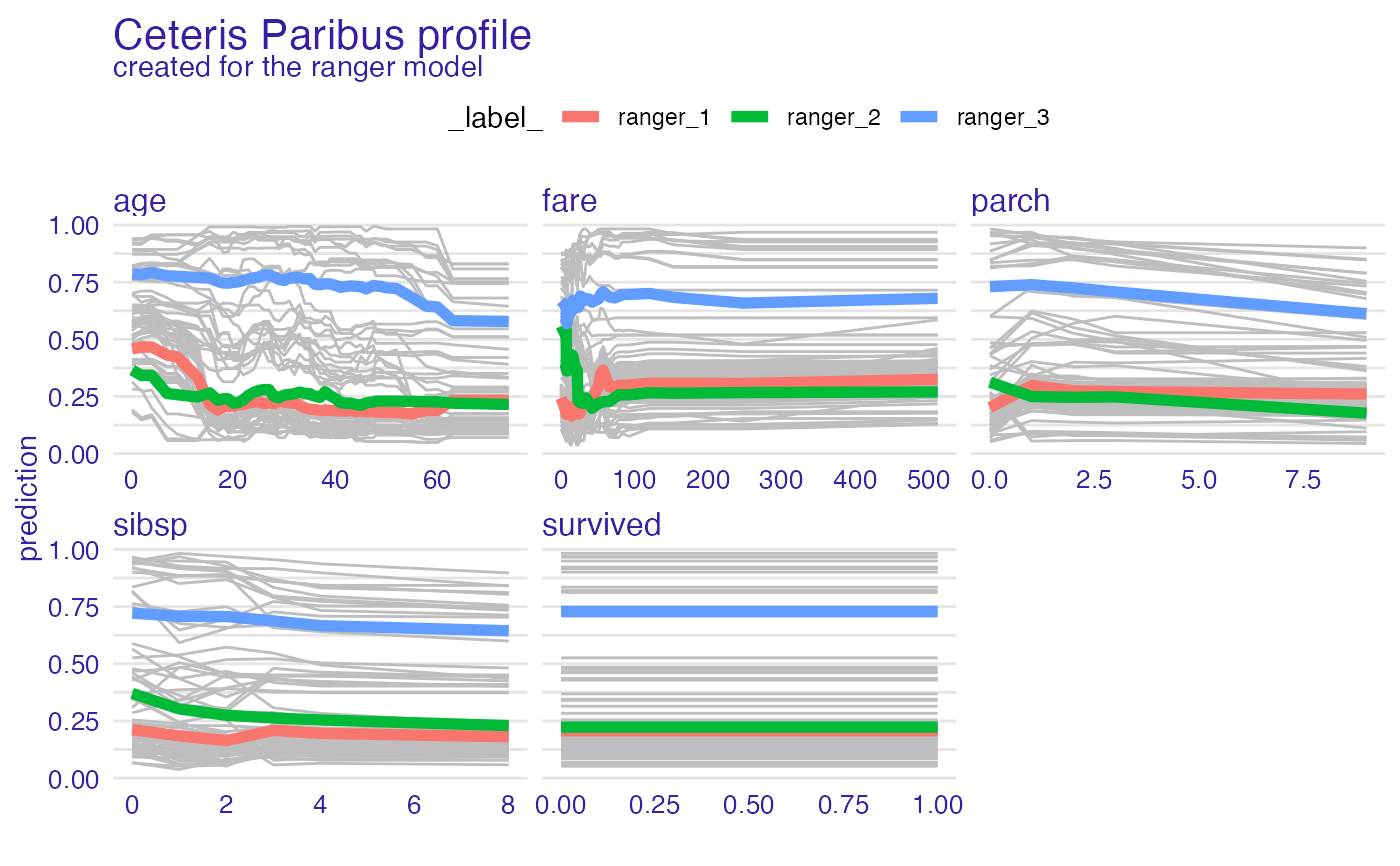 Ceteris Paribus profile
created for the ranger model
_label_ ranger_1 ranger_2 ranger_3
age fare parch
1.00
0.75
0.50
0.25
0.00
0 20 40 60 0 100 200 300 400 500 0.0 2.5 5.0 7.5
prediction
sibsp survived
1.00
0.75
0.50
0.25
0.00
0 2 4 6 8 0.00 0.25 0.50 0.75 1.00